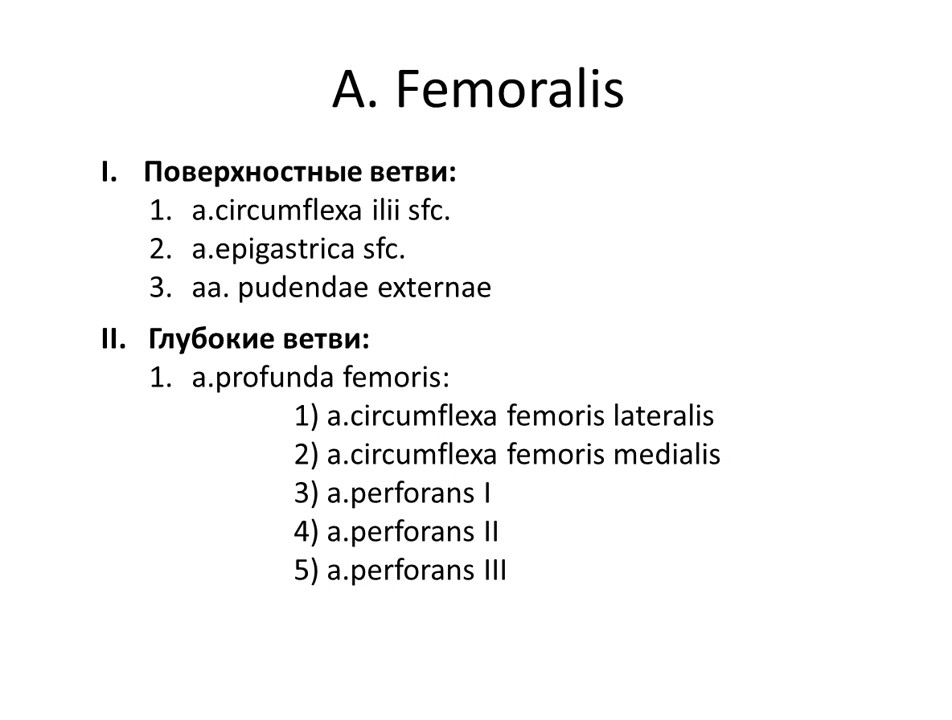 A. Femoralis
I. Поверхностные ветви:
1. a.circumflexa ilii sfc.
2. a.epigastrica sfc.
3. aa. pudendae externae
II. Глубокие ветви:
1. a.profunda femoris:
1) a.circumflexa femoris lateralis
2) a.circumflexa femoris medialis
3) a.perforans I
4) a.perforans II
5) a.perforans III